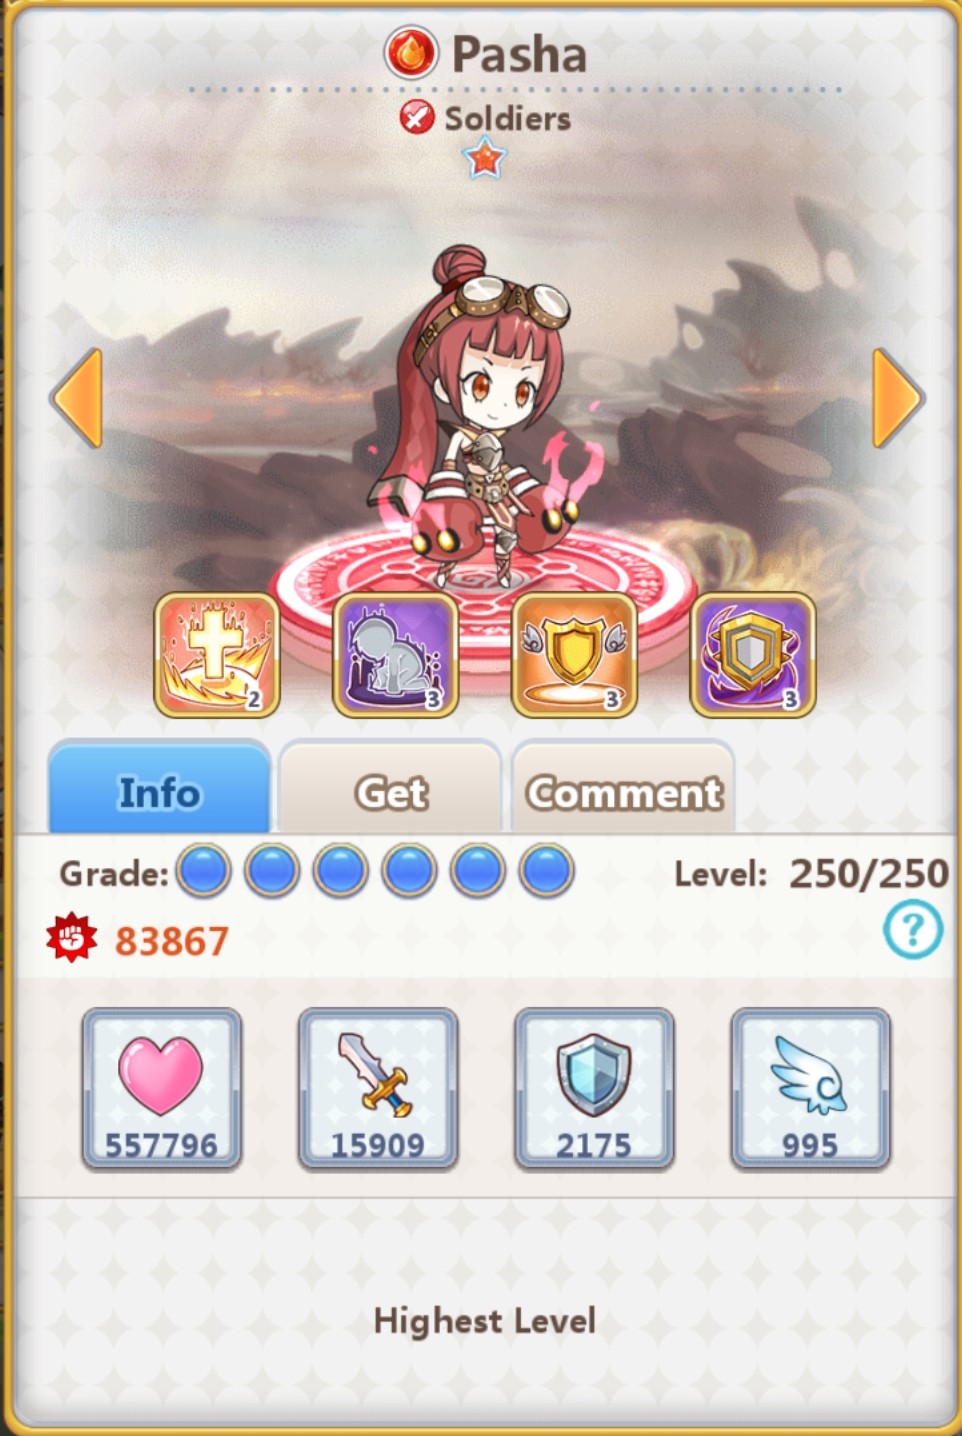 Pasha
Soldiers
2 3 3 3
Info Get Comment
Grade: Level: 250/250
83867 ?
557796 15909 2175 995
Highest Level